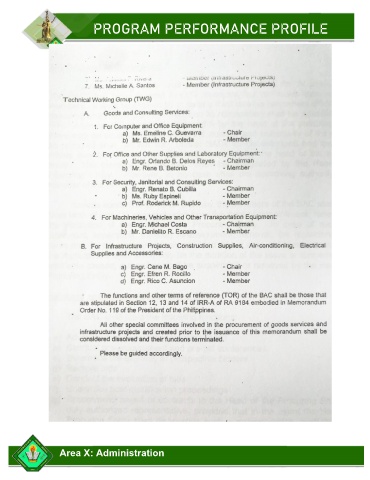 PROGRAM PERFORMANCE PROFILE
- Member (Infrastructure Projects)
7. Ms. Michelle A. Santos - Member (Infrastructure Projects)
Technical Working Group (TWG)
A. Goods and Consulting Services:
1. For Computer and Office Equipment
a) Ms. Emeline C. Guevarra - Chair
b) Mr. Edwin R. Arboleda - Member
2. For Office and Other Supplies and Laboratory Equipment:
a) Engr. Orlando B. Delos Reyes - Chairman
b) Mr. Rene B. Betonio - Member
3. For Security, Janitorial and Consulting Services:
a) Engr. Renato B. Cubilla - Chairman
b) Ms. Ruby Espineli - Member
c) Prof. Roderick M. Rupido - Member
4. For Machineries, Vehicles and Other Transportation Equipment:
a) Engr. Michael Costa - Chairman
b) Mr. Danielito R. Escano - Member
B. For Infrastructure Projects, Construction Supplies, Air-conditioning, Electrical
Supplies and Accessories:
a) Engr. Cene M. Bago - Chair
c) Engr. Efren R. Rocillo - Member
d) Engr. Rico C. Asuncion - Member
The functions and other terms of reference (TOR) of the BAC shall be those that
are stipulated in Section 12, 13 and 14 of IRR-A of RA 9184 embodied in Memorandum
Order No. 119 of the President of the Philippines.
All other special committees involved in the procurement of goods services and
infrastructure projects and created prior to the issuance of this memorandum shall be
considered dissolved and their functions terminated.
Please be guided accordingly.
Area X: Administration